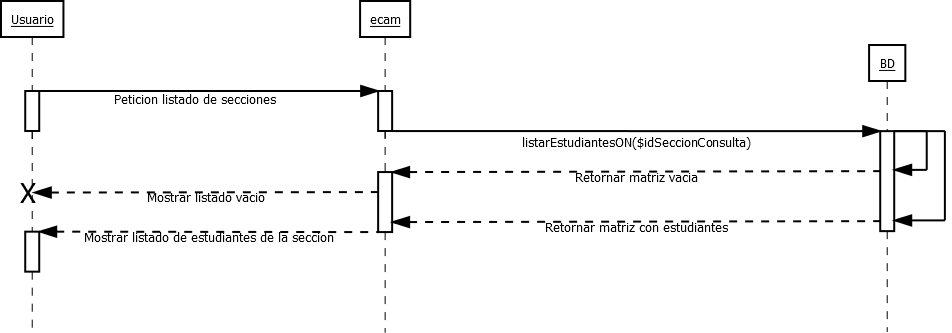 Usuario
ecam
BD
Peticion listado de secciones
listarEstudiantesON($idSeccionConsulta)
Retornar matriz vacia
X
Mostrar listado vacio
Retornar matriz con estudiantes
Mostrar listado de estudiantes de la seccion